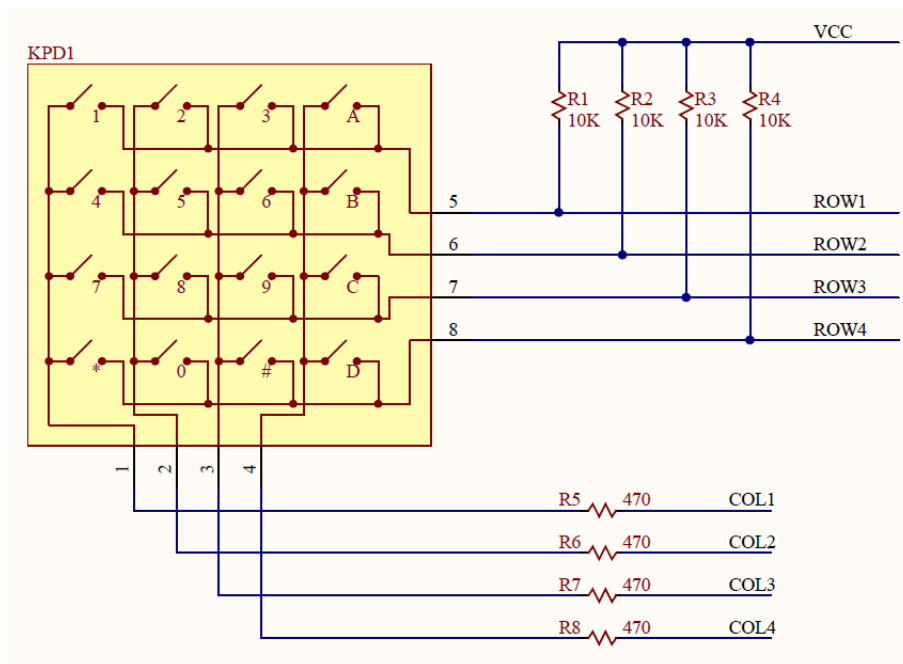 VCC
KPD1
1 2 3 A
R1 R2 R3 R4
10K 10K 10K 10K
4 5 6 B
5 ROW1
6 ROW2
7 8 9 C
7 ROW3
8 ROW4
* 0 # D
1 2 3 4
R5 470 COL1
R6 470 COL2
R7 470 COL3
R8 470 COL4